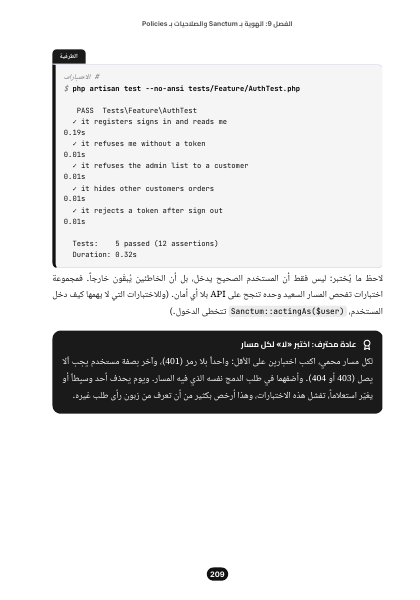 الفصل 9: الهوية بـ Sanctum والصلاحيات بـ Policies
الطرفية
# الاختبارات
$ php artisan test --no-ansi tests/Feature/AuthTest.php
PASS  Tests\Feature\AuthTest
✓ it registers signs in and reads me
0.19s
✓ it refuses me without a token
0.01s
✓ it refuses the admin list to a customer
0.01s
✓ it hides other customers orders
0.01s
✓ it rejects a token after sign out
0.01s
Tests:    5 passed (12 assertions)
Duration: 0.32s
لاحظ ما يُختبر: ليس فقط أن المستخدم الصحيح يدخل، بل أن الخاطئين يُبقَون خارجاً. فمجموعة
اختبارات تفحص المسار السعيد وحده تنجح على API بلا أي أمان. (وللاختبارات التي لا يهمها كيف دخل
المستخدم، Sanctum::actingAs($user) تتخطى الدخول.)
عادة محترف: اختبر «لا» لكل مسار
لكل مسار محمي، اكتب اختبارين على الأقل: واحداً بلا رمز (401)، وآخر بصفة مستخدم يجب ألا
يصل (403 أو 404). وأضفهما في طلب الدمج نفسه الذي فيه المسار. ويوم يحذف أحد وسيطاً أو
يغيّر استعلاماً، تفشل هذه الاختبارات، وهذا أرخص بكثير من أن تعرف من زبون رأى طلب غيره.
209